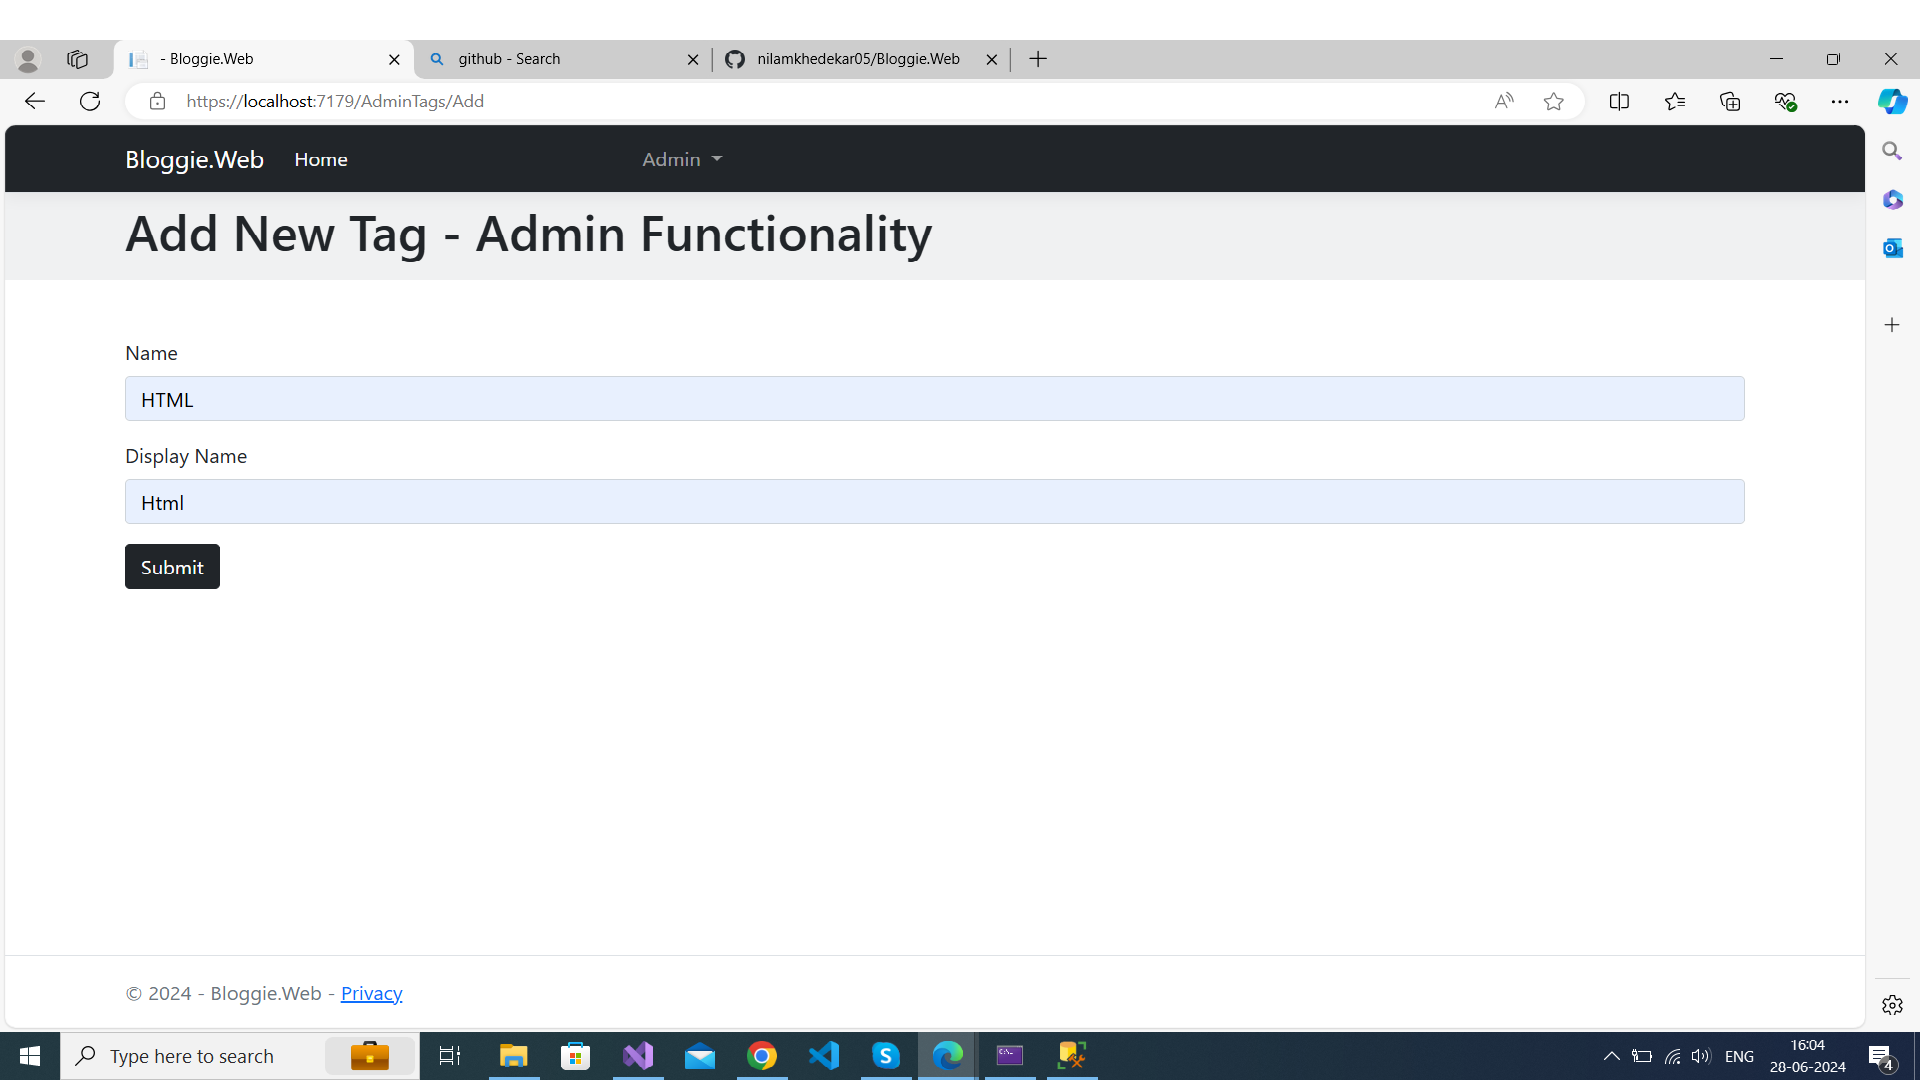 - Bloggie.Web
github - Search
nilamkhedekar05/Bloggie.Web
https://localhost:7179/AdminTags/Add
Bloggie.Web Home Admin
Add New Tag - Admin Functionality
Name
HTML
Display Name
Html
Submit
© 2024 - Bloggie.Web - Privacy
Type here to search
ENG
16:04
28-06-2024
4